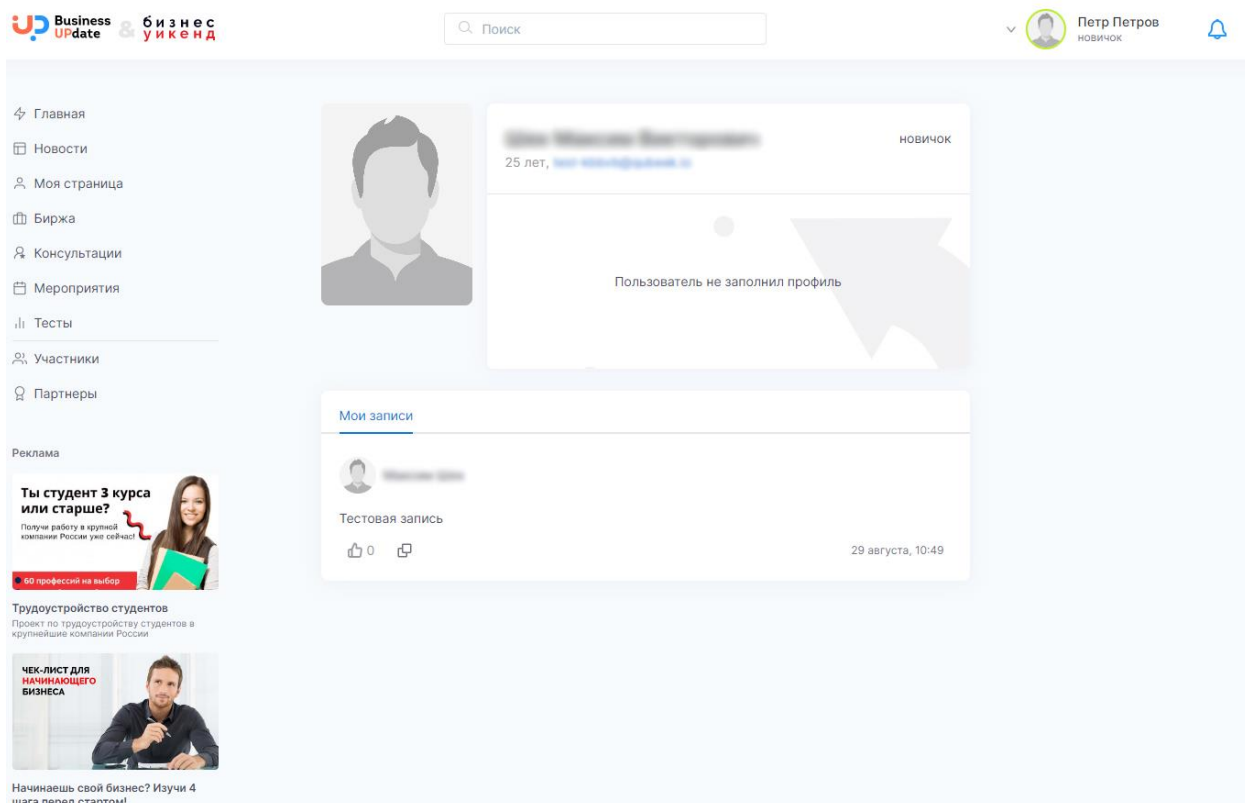 Business
UPdate
&
бизнес
уикенд
Поиск
Петр Петров
новичок
Главная
Новости
Моя страница
Биржа
Консультации
Мероприятия
Тесты
Участники
Партнеры
Реклама
Ты студент 3 курса
или старше?
Получи работу в крупной
компании России уже сейчас!
60 профессий на выбор
Трудоустройство студентов
Проект по трудоустройству студентов в
крупнейшие компании России
ЧЕК-ЛИСТ ДЛЯ
НАЧИНАЮЩЕГО
БИЗНЕСА
Начинаешь свой бизнес? Изучи 4
шага перед стартом!
новичок
25 лет,
Пользователь не заполнил профиль
Мои записи
Тестовая запись
0
29 августа, 10:49